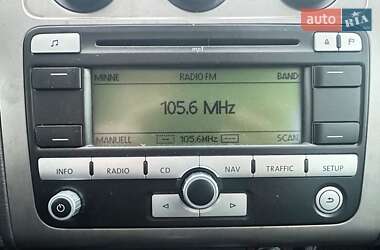 auto RIA
mp3
MINNE RADIO FM BAND
105.6 MHz
MANUELL 105.6MHz SCAN
INFO RADIO CD NAV TRAFFIC SETUP